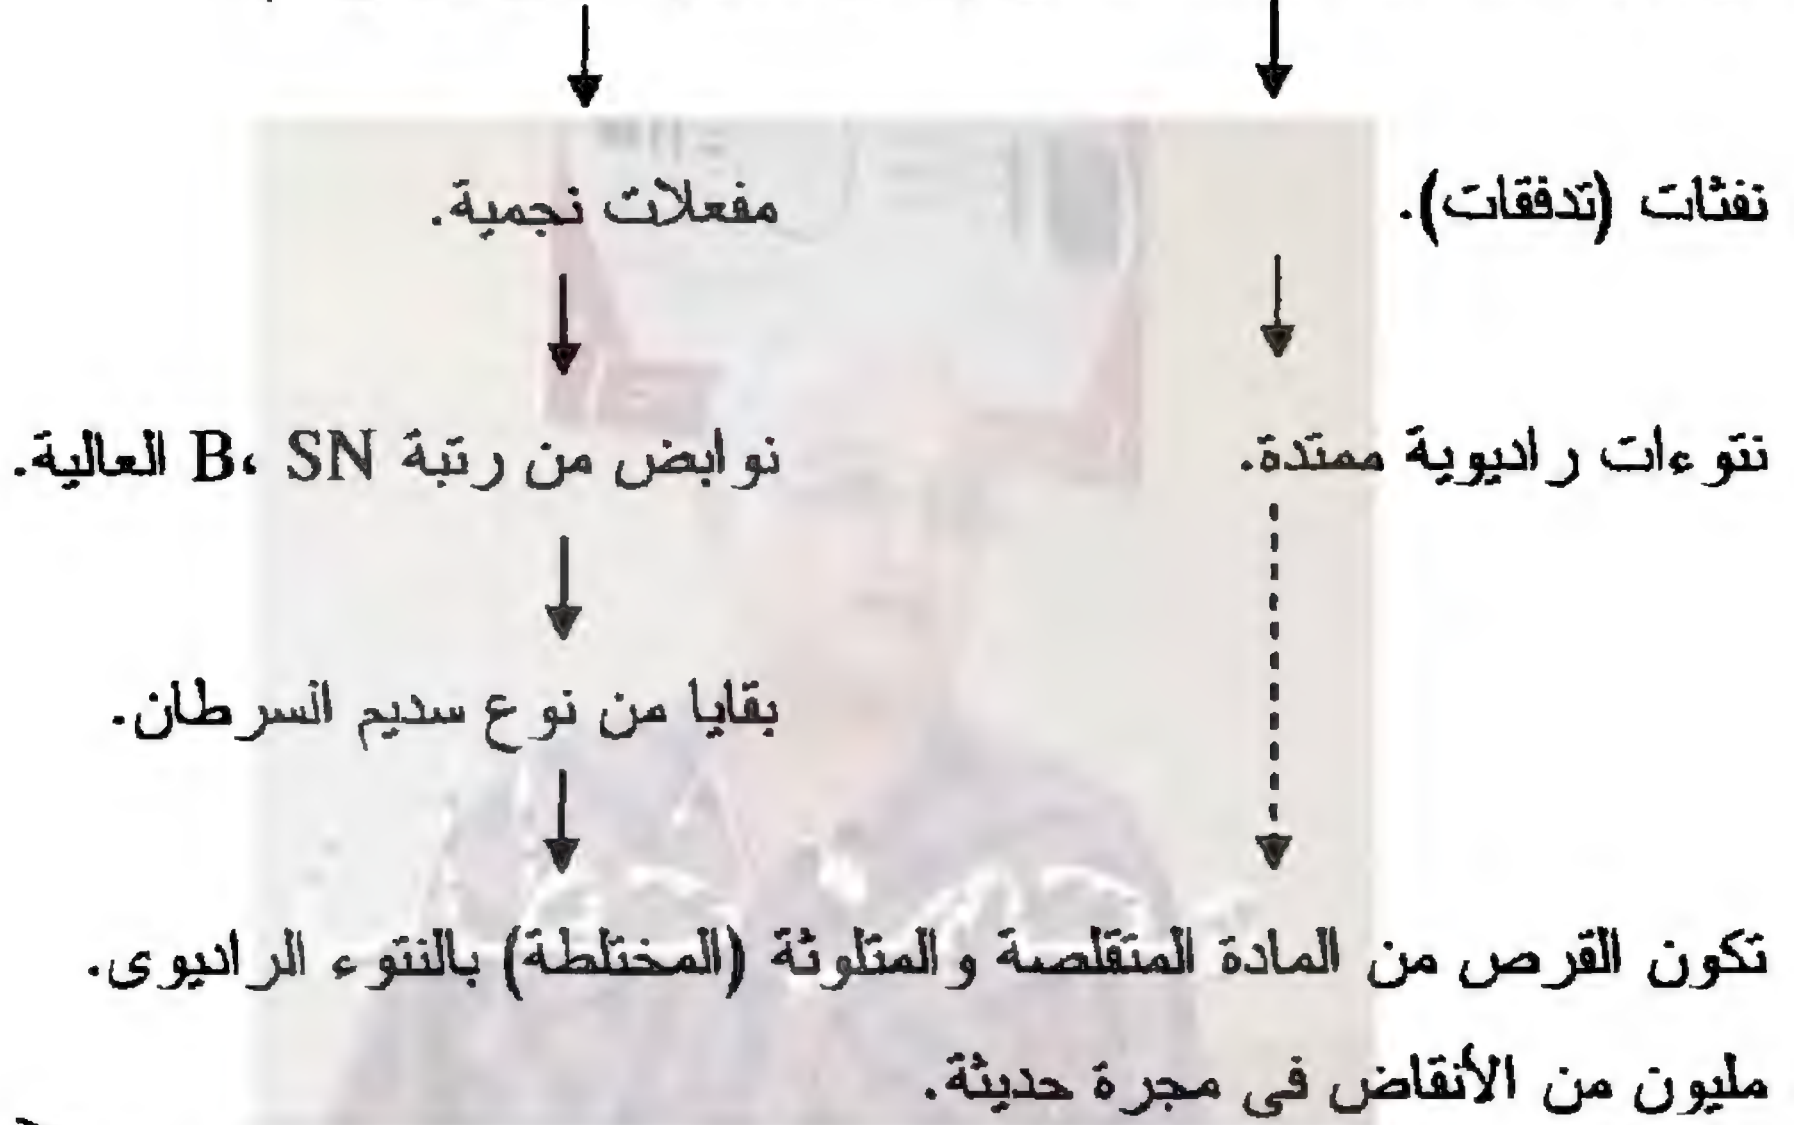 نفثات (تدفقات). مفعلات نجمية.
نتوءات راديوية ممتدة. نوابض من رتبة B، SN العالية.
بقايا من نوع سديم السرطان.
تكون القرص من المادة المتقلصة والمتلوثة (المختلطة) بالنتوء الراديوى.
مليون من الأنقاض فى مجرة حديثة.